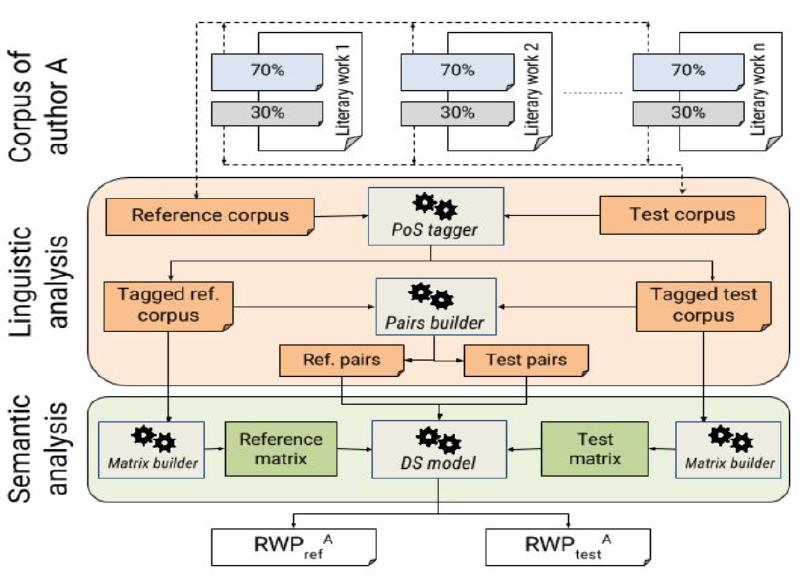 Corpus of
author A
70%
30%
Literary work 1
70%
30%
Literary work 2
70%
30%
Literary work n
Linguistic
analysis
Reference corpus
PoS tagger
Test corpus
Tagged ref.
corpus
Pairs builder
Tagged test
corpus
Ref. pairs
Test pairs
Semantic
analysis
Matrix builder
Reference
matrix
DS model
Test
matrix
Matrix builder
RWP ref A
RWP test A